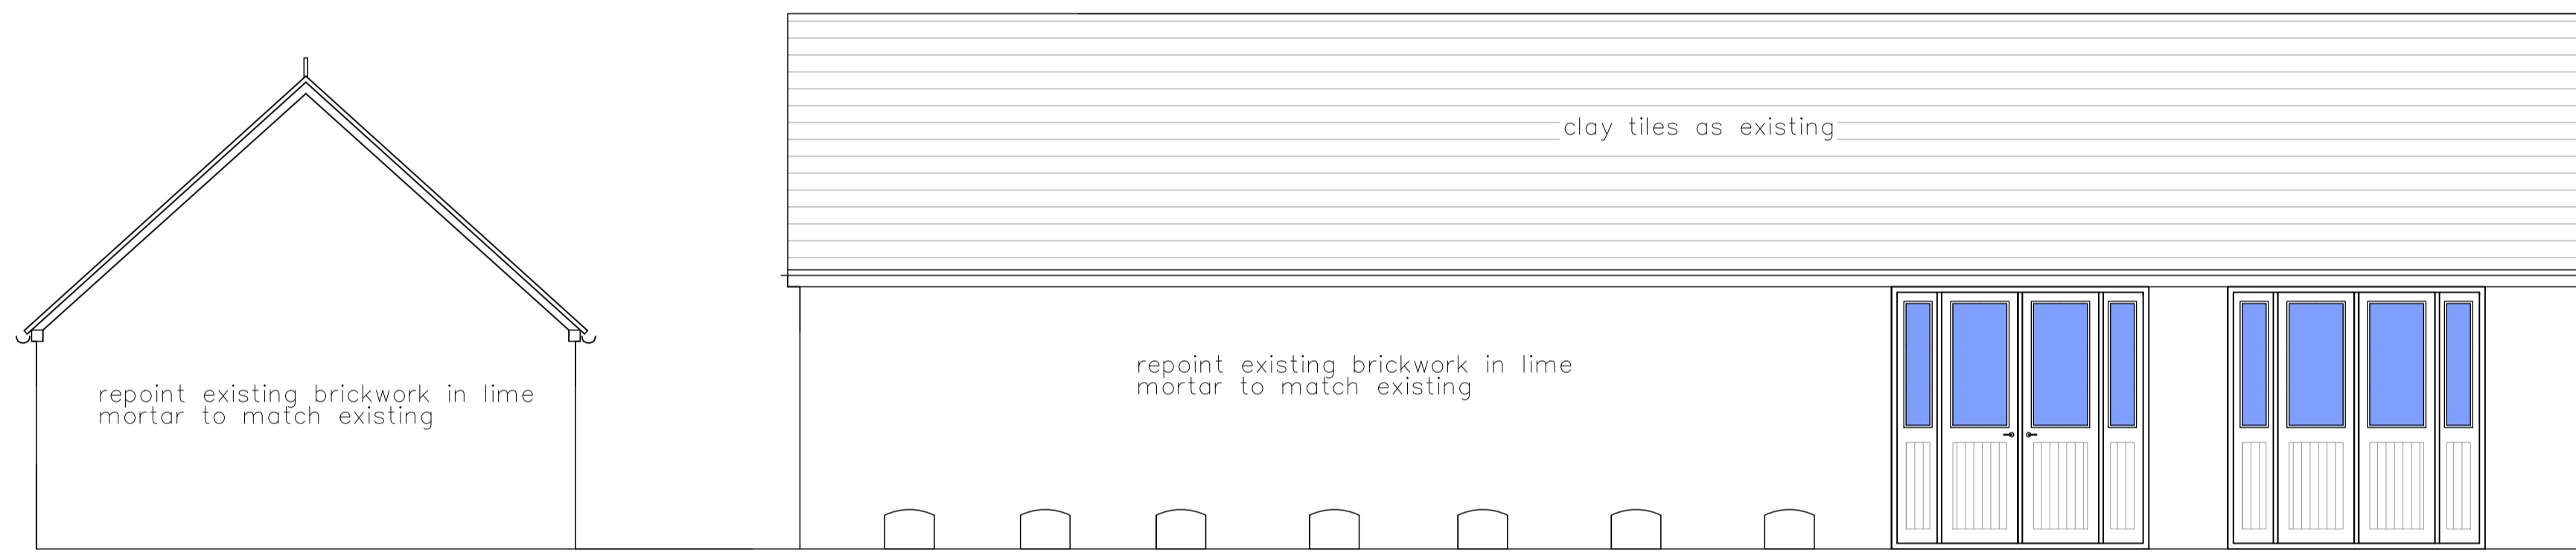 clay tiles as existing
repoint existing brickwork in lime
mortar to match existing
repoint existing brickwork in lime
mortar to match existing